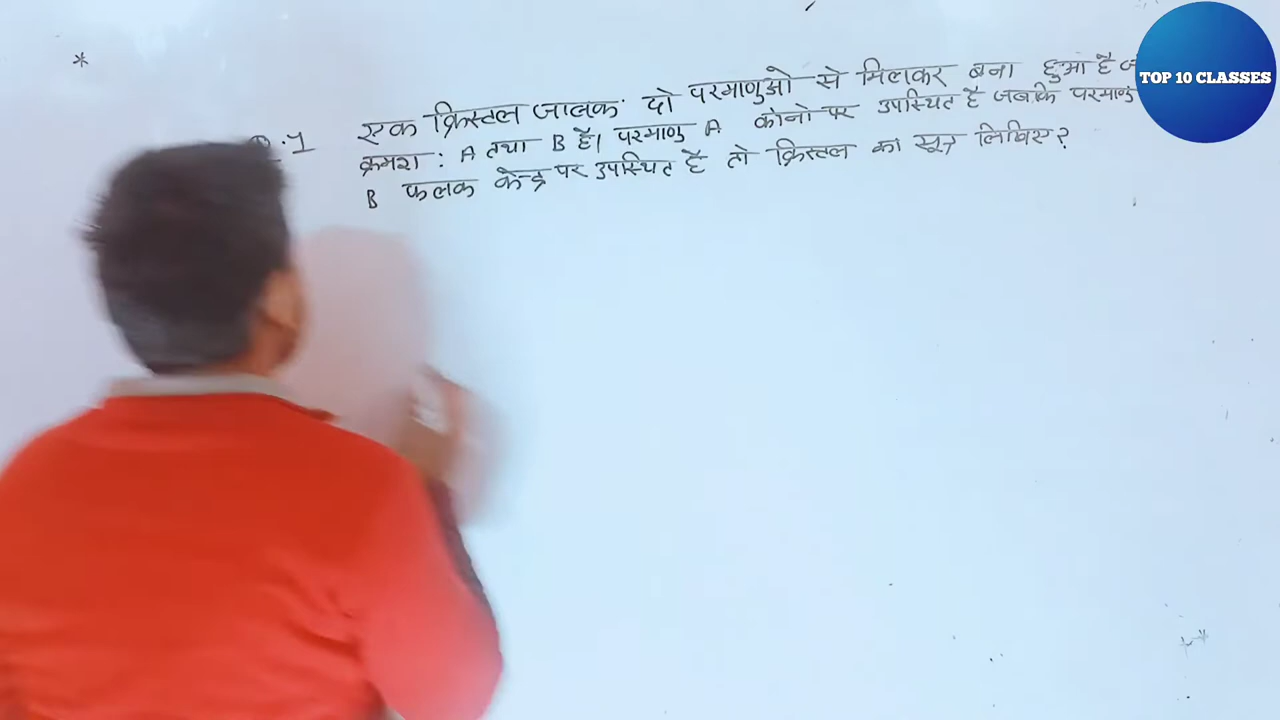 *
Q.1 एक क्रिस्टल जालक दो परमाणुओ से मिलकर बना हुआ है
क्रमश : A तथा B है। परमाणु A कोनो पर उपस्थित है जबकि परमाणु
B फलक केन्द्र पर उपस्थित है तो क्रिस्टल का सूत्र लिखिए ?
TOP 10 CLASSES